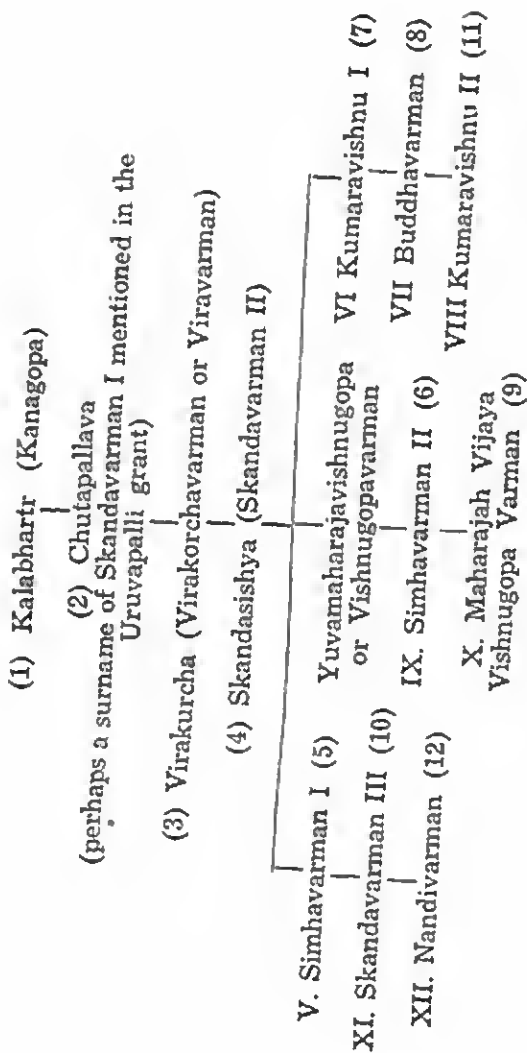 (1) Kalabhartr (Kanagopa)
(2) Chutapallava
(perhaps a surname of Skandavarman I mentioned in the
Uruvapalli grant)
(3) Virakurcha (Virakorchavarman or Viravarman)
(4) Skandasishya (Skandavarman II)
V. Simhavarman I (5)
XI. Skandavarman III (10)
XII. Nandivarman (12)
Yuvamaharajavishnugopa
or Vishnugopavarman
IX. Simhavarman II (6)
X. Maharajah Vijaya
Vishnugopa Varman (9)
VI Kumaravishnu I (7)
VII Buddhavarman (8)
VIII Kumaravishnu II (11)